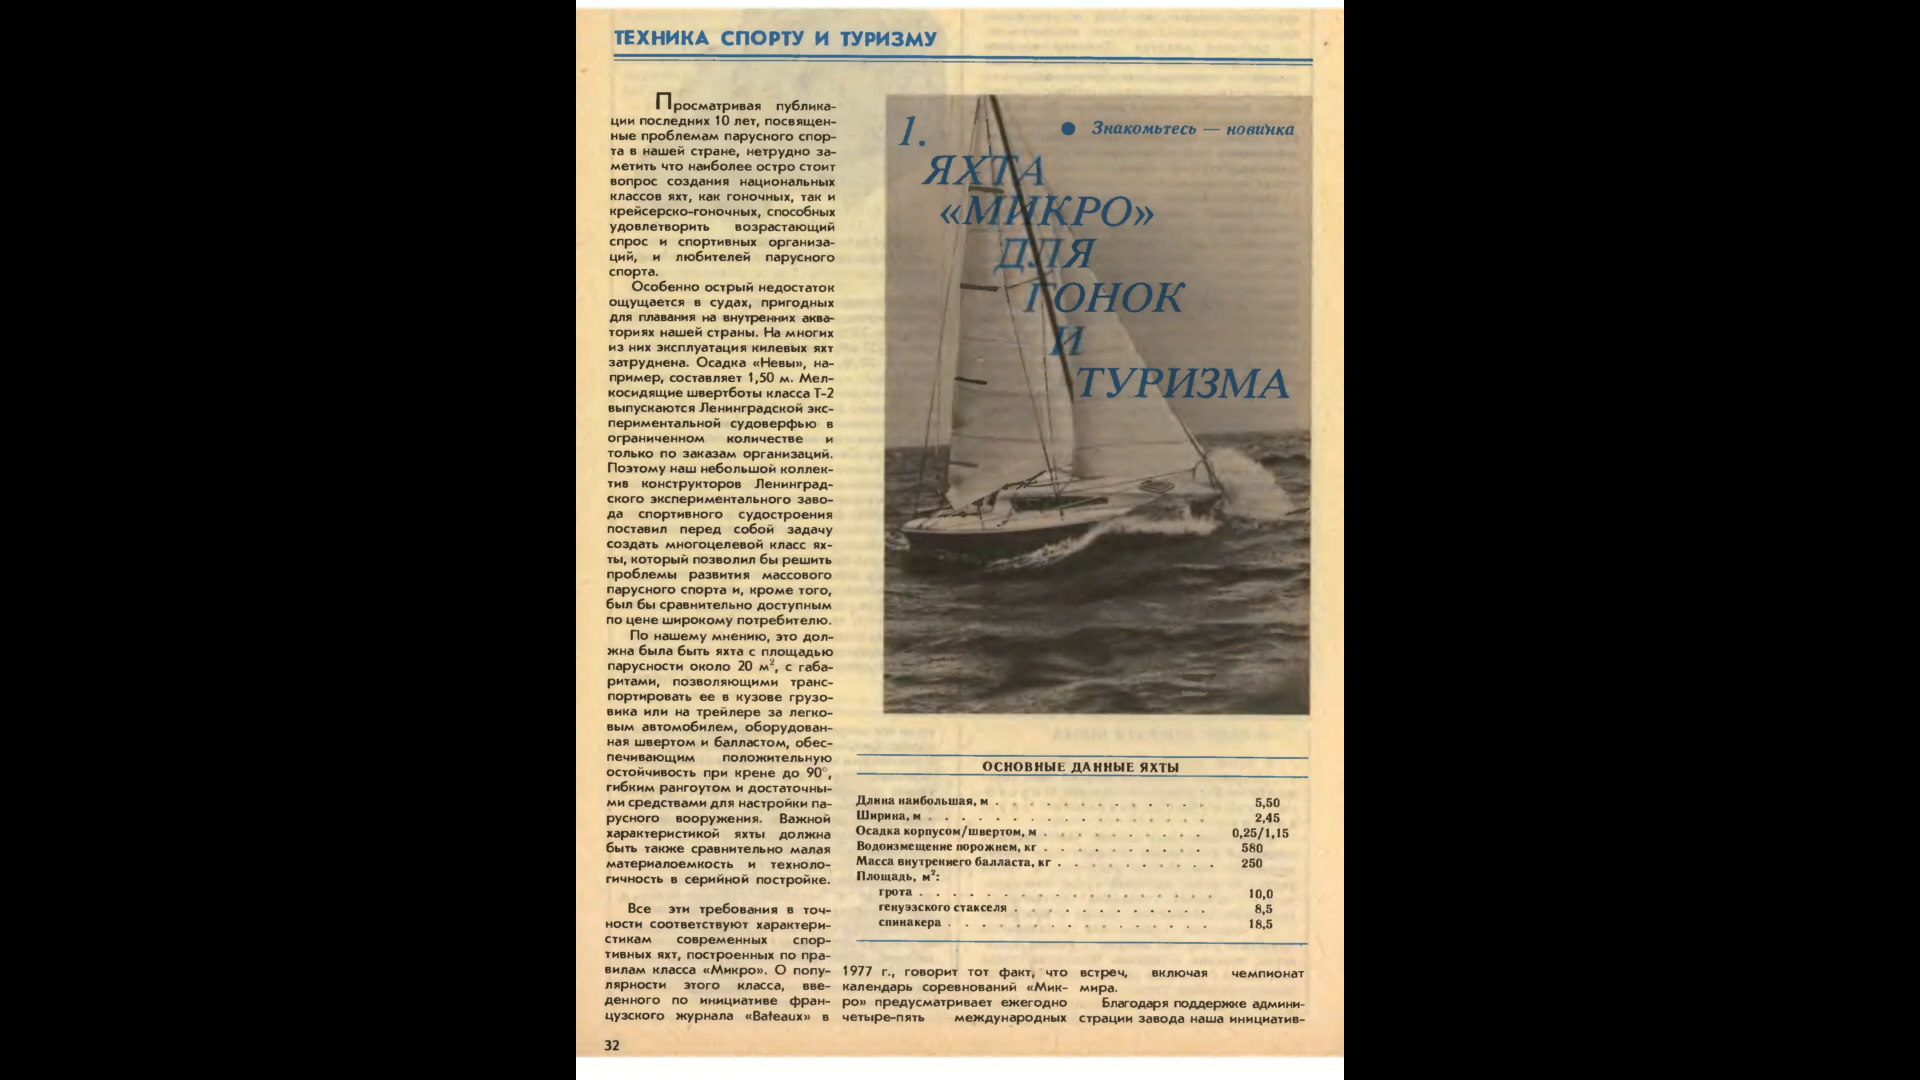 ТЕХНИКА СПОРТУ И ТУРИЗМУ
Просматривая публика-
ции последних 10 лет, посвящен-
ные проблемам парусного спор-
та в нашей стране, нетрудно за-
метить что наиболее остро стоит
вопрос создания национальных
классов яхт, как гоночных, так и
крейсерско-гоночных, способных
удовлетворить возрастающий
спрос и спортивных организа-
ций, и любителей парусного
спорта.
Особенно острый недостаток
ощущается в судах, пригодных
для плавания на внутренних аква-
ториях нашей страны. На многих
из них эксплуатация килевых яхт
затруднена. Осадка «Невы», на-
пример, составляет 1,50 м. Мел-
косидящие швертботы класса Т-2
выпускаются Ленинградской экс-
периментальной судоверфью в
ограниченном количестве и
только по заказам организаций.
Поэтому наш небольшой коллек-
тив конструкторов Ленинград-
ского экспериментального заво-
да спортивного судостроения
поставил перед собой задачу
создать многоцелевой класс ях-
ты, который позволил бы решить
проблемы развития массового
парусного спорта и, кроме того,
был бы сравнительно доступным
по цене широкому потребителю.
По нашему мнению, это дол-
жна была быть яхта с площадью
парусности около 20 м², с габа-
ритами, позволяющими транс-
портировать ее в кузове грузо-
вика или на трейлере за легко-
вым автомобилем, оборудован-
ная швертом и балластом, обес-
печивающим положительную
остойчивость при крене до 90°,
гибким рангоутом и достаточны-
ми средствами для настройки па-
русного вооружения. Важной
характеристикой яхты должна
быть также сравнительно малая
материалоемкость и техноло-
гичность в серийной постройке.
Все эти требования в точ-
ности соответствуют характери-
стикам современных спор-
тивных яхт, построенных по пра-
вилам класса «Микро». О попу-
лярности этого класса, вве-
денного по инициативе фран-
цузского журнала «Bateaux» в
1.
● Знакомьтесь — новинка
ЯХТА
«МИКРО»
ДЛЯ
ГОНОК
И
ТУРИЗМА
ОСНОВНЫЕ ДАННЫЕ ЯХТЫ
Длина наибольшая, м . . . . . . . . . . . . . 5,50
Ширина, м . . . . . . . . . . . . . . . . 2,45
Осадка корпусом/швертом, м . . . . . . . . . . 0,25/1,15
Водоизмещение порожнем, кг . . . . . . . . . . 580
Масса внутреннего балласта, кг . . . . . . . . . . 250
Площадь, м²:
грота . . . . . . . . . . . . . . . . 10,0
генуэзского стакселя . . . . . . . . . . . . 8,5
спинакера . . . . . . . . . . . . . . . 18,5
1977 г., говорит тот факт, что
календарь соревнований «Мик-
ро» предусматривает ежегодно
четыре-пять международных
встреч, включая чемпионат
мира.
Благодаря поддержке админи-
страции завода наша инициатив-
32